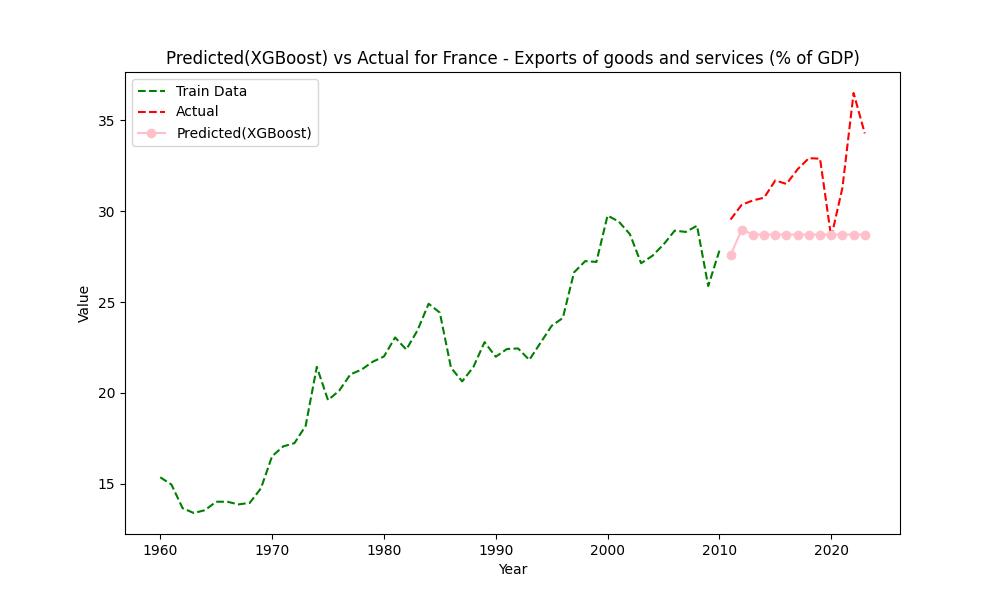 Predicted(XGBoost) vs Actual for France - Exports of goods and services (% of GDP)
Train Data
Actual
Predicted(XGBoost)
35
30
25
20
15
Value
1960 1970 1980 1990 2000 2010 2020
Year